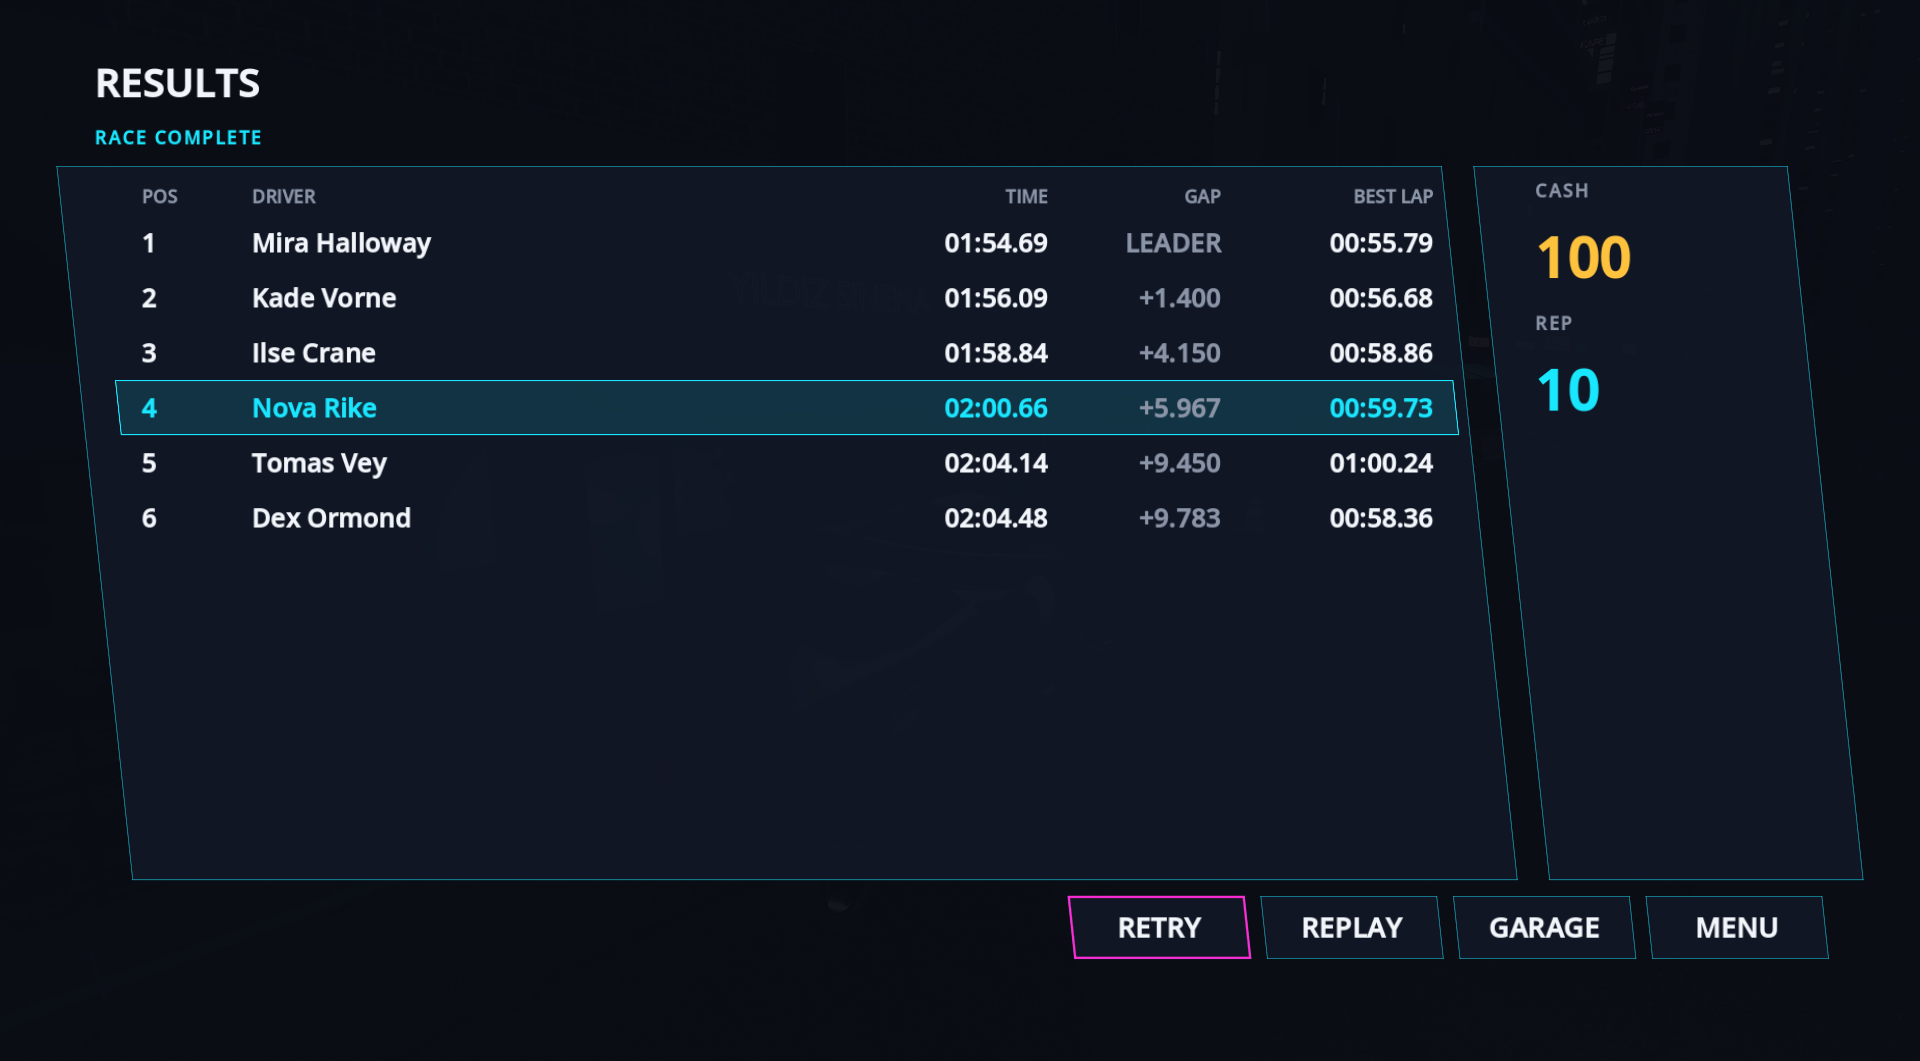 RESULTS
RACE COMPLETE
POS DRIVER TIME GAP BEST LAP
1 Mira Halloway 01:54.69 LEADER 00:55.79
2 Kade Vorne 01:56.09 +1.400 00:56.68
3 Ilse Crane 01:58.84 +4.150 00:58.86
4 Nova Rike 02:00.66 +5.967 00:59.73
5 Tomas Vey 02:04.14 +9.450 01:00.24
6 Dex Ormond 02:04.48 +9.783 00:58.36
CASH
100
REP
10
RETRY REPLAY GARAGE MENU